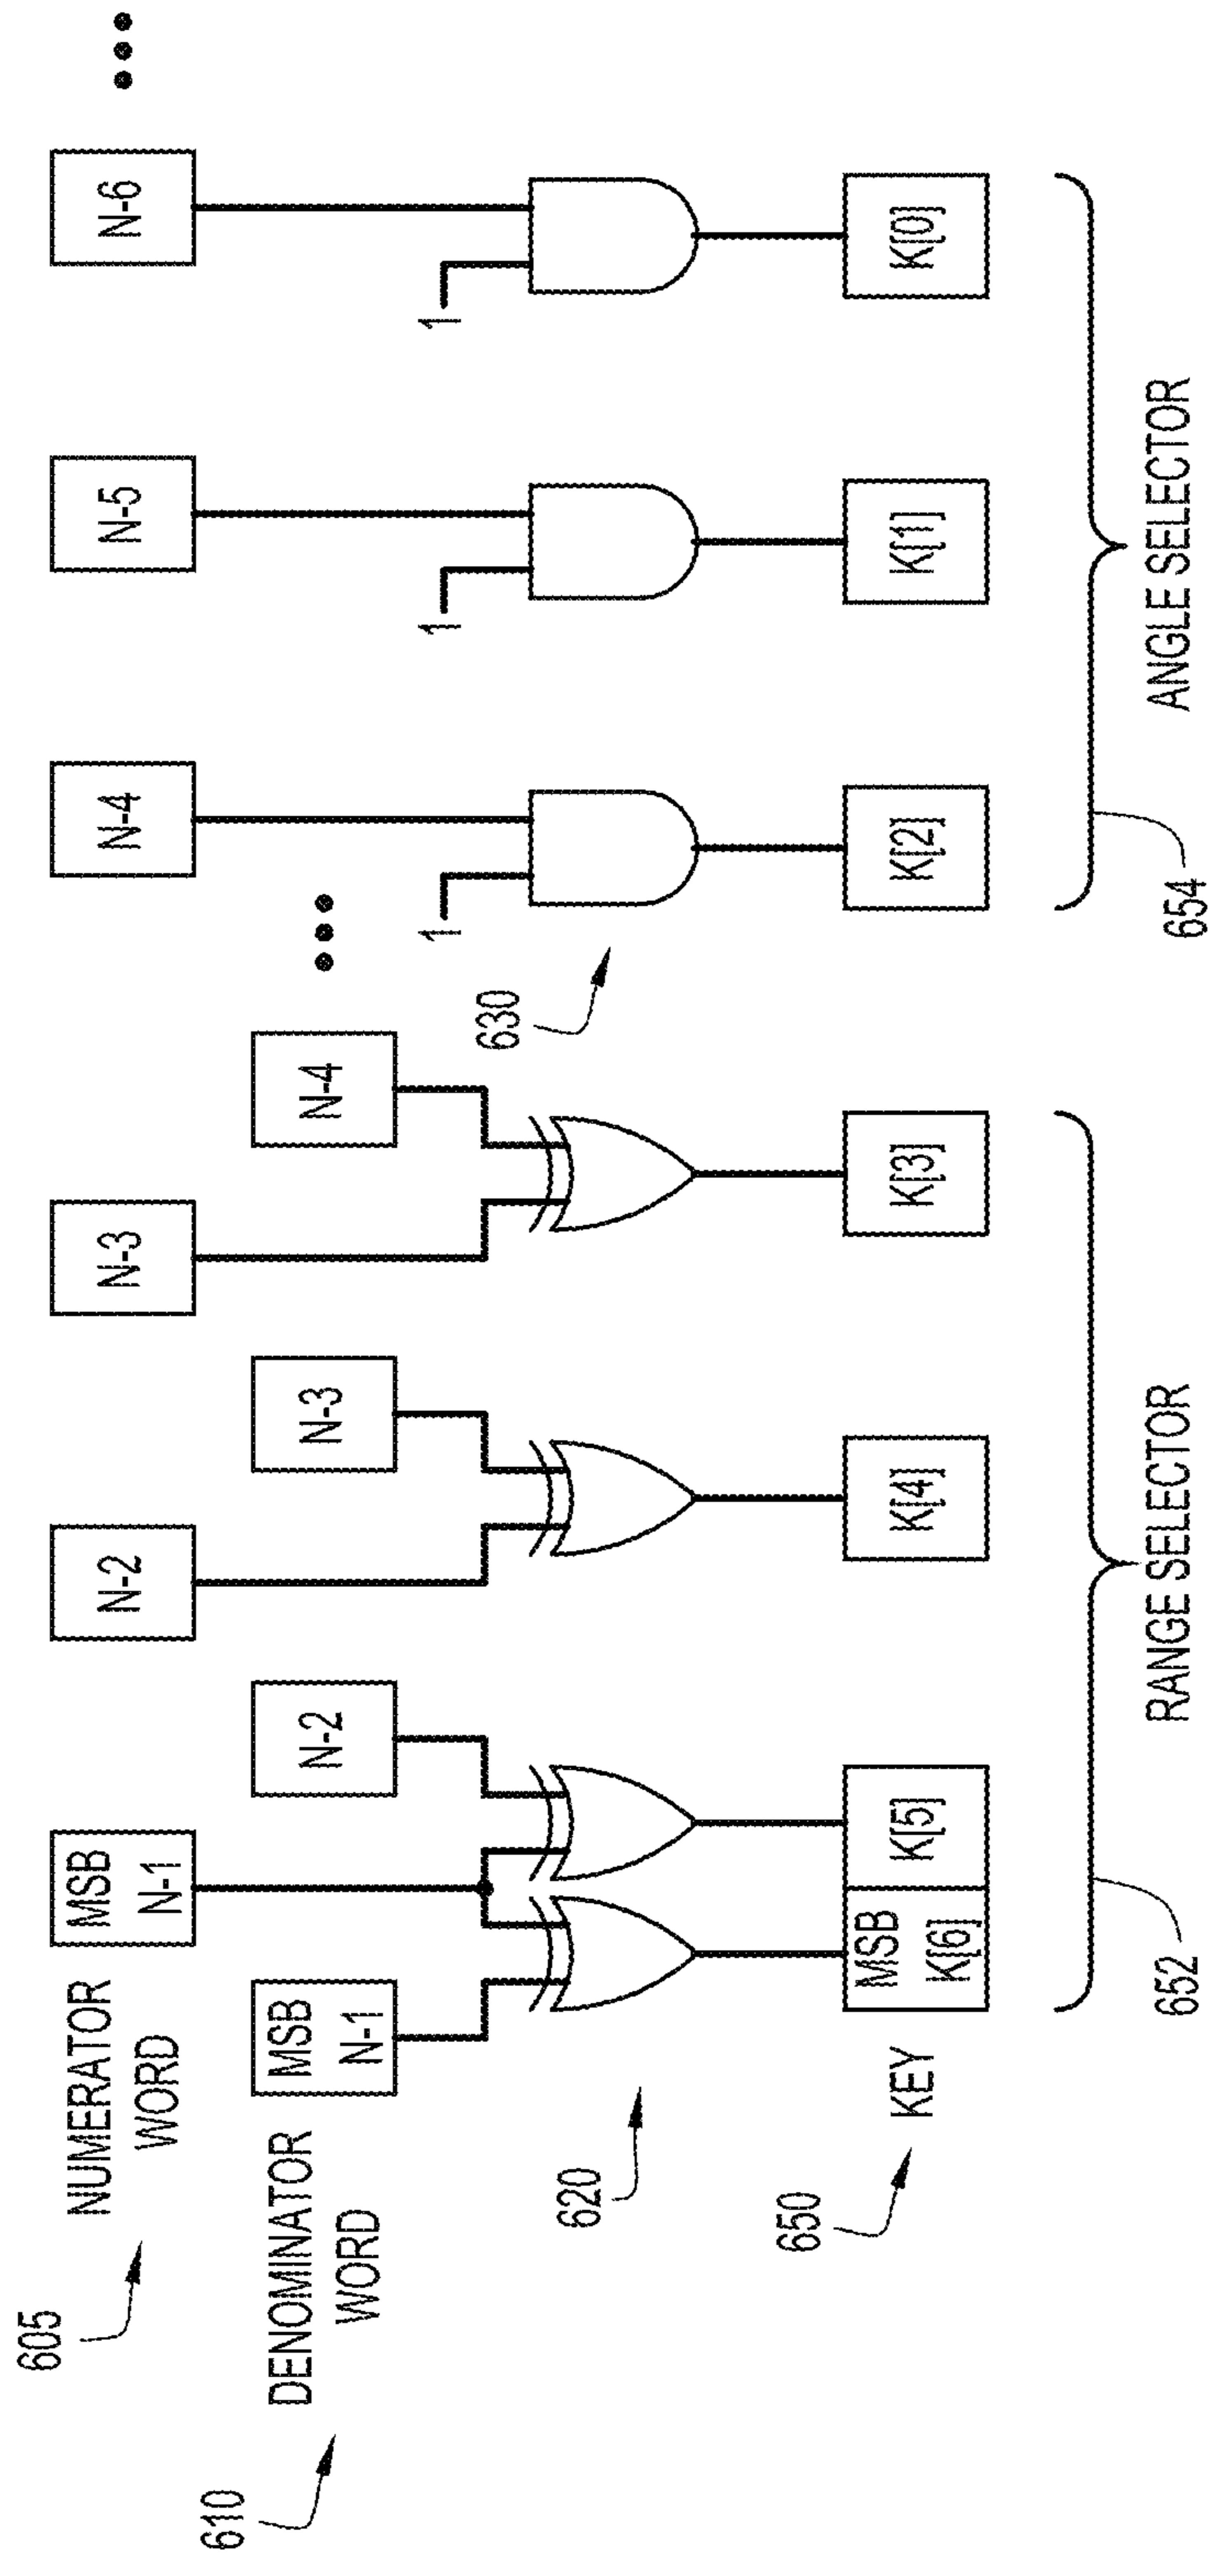 605
NUMERATOR
WORD
MSB
N-1
N-2
N-3
N-4
N-5
N-6
610
DENOMINATOR
WORD
MSB
N-1
N-2
N-3
N-4
1
1
1
620
630
650
KEY
MSB
K[6]
K[5]
K[4]
K[3]
K[2]
K[1]
K[0]
652
RANGE SELECTOR
654
ANGLE SELECTOR